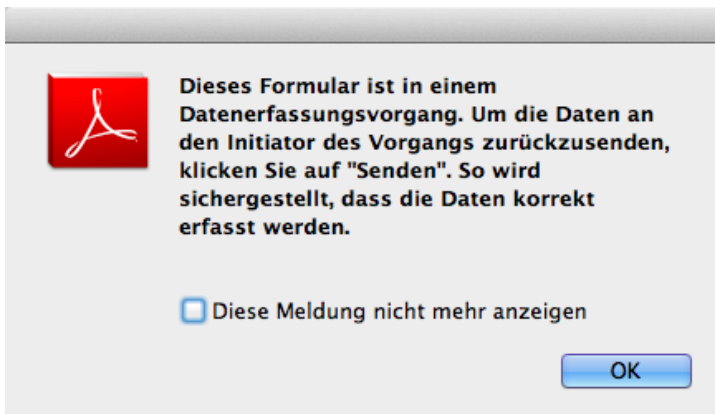 Dieses Formular ist in einem
Datenerfassungsvorgang. Um die Daten an
den Initiator des Vorgangs zurückzusenden,
klicken Sie auf "Senden". So wird
sichergestellt, dass die Daten korrekt
erfasst werden.
Diese Meldung nicht mehr anzeigen
OK